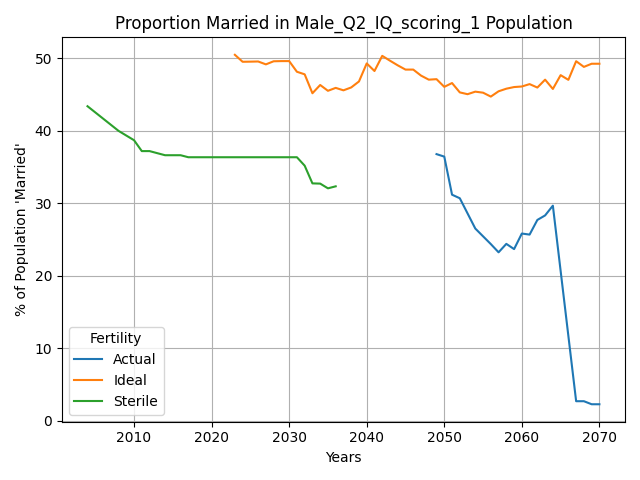 Proportion Married in Male_Q2_IQ_scoring_1 Population
% of Population 'Married'
50
40
30
20
10
0
Fertility
Actual
Ideal
Sterile
2010 2020 2030 2040 2050 2060 2070
Years